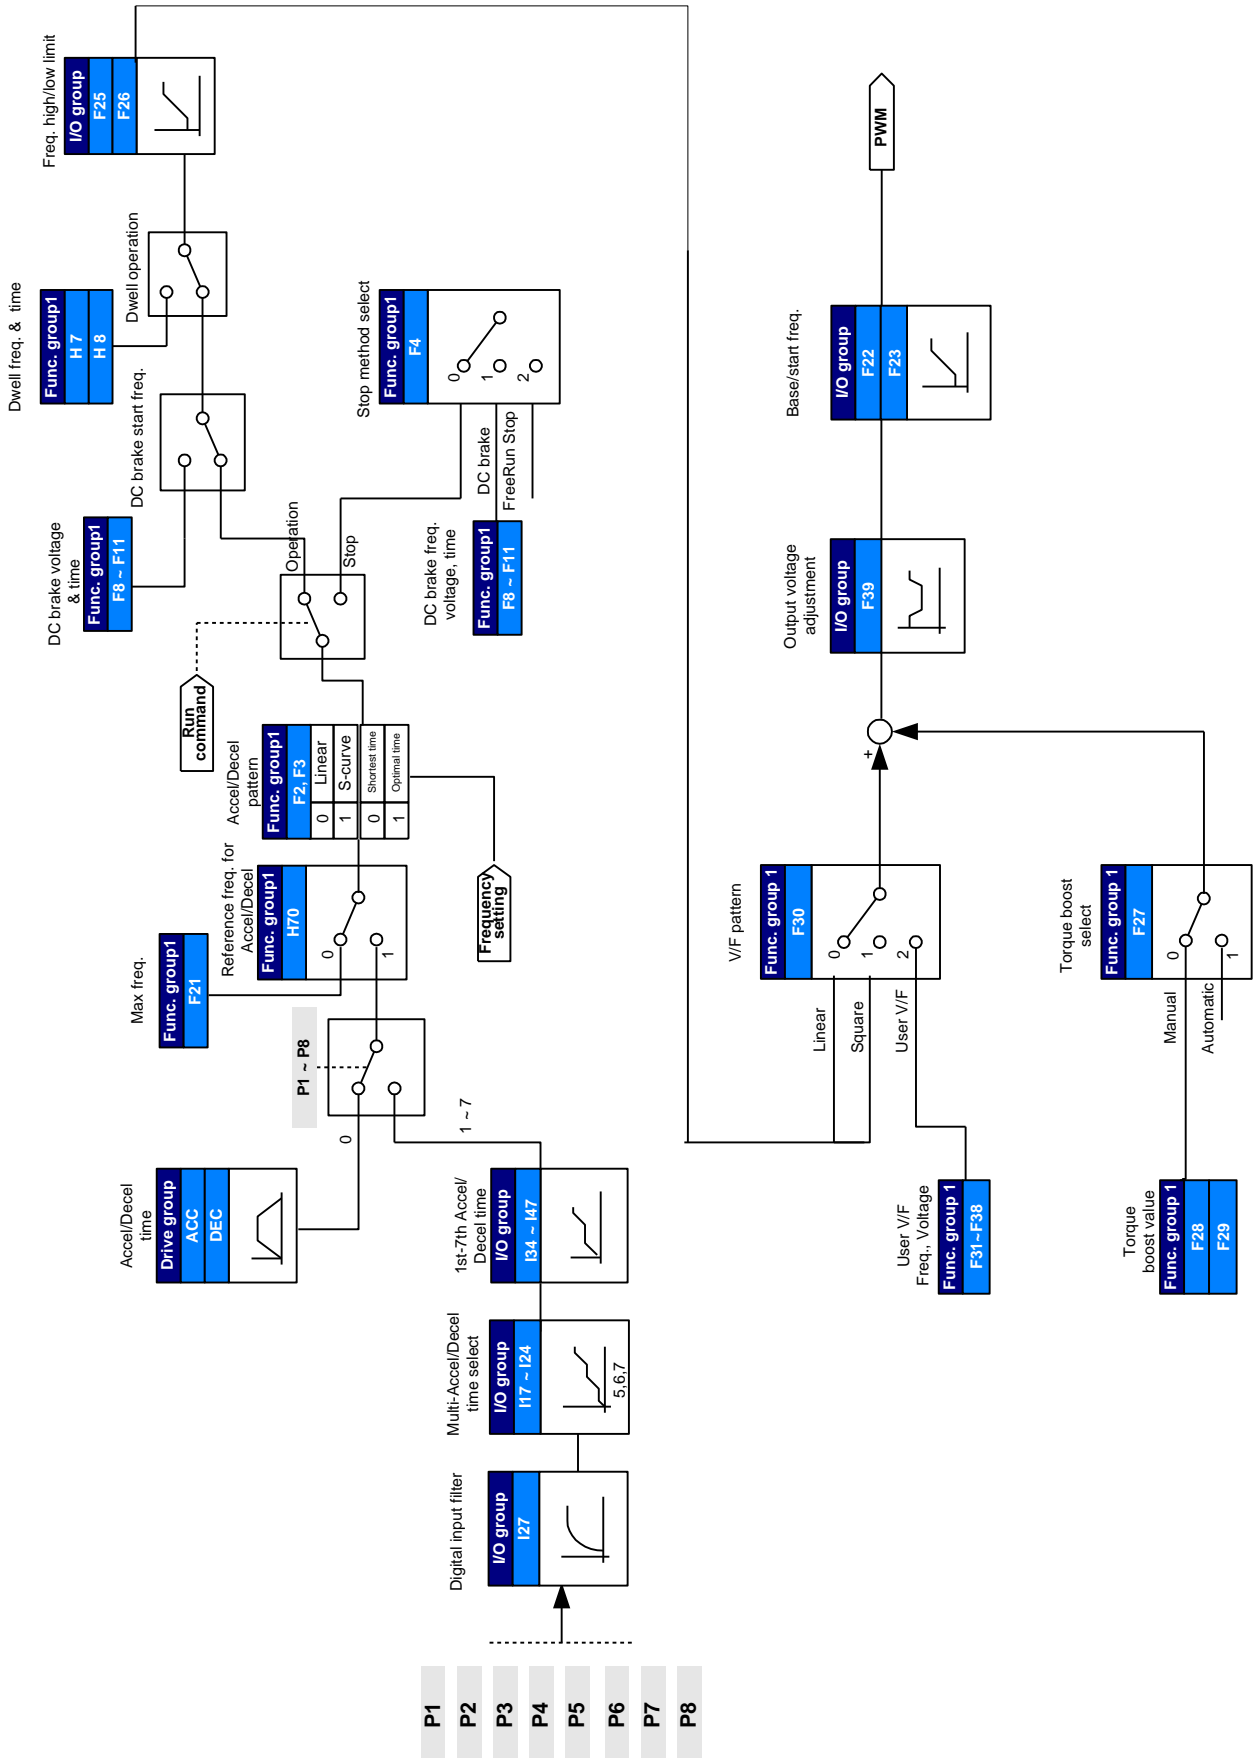 P1
P2
P3
P4
P5
P6
P7
P8
Digital input filter
I/O group
I27
Multi-Accel/Decel
time select
I/O group
I17 ~ I24
5,6,7
1st-7th Accel/
Decel time
I/O group
I34 ~ I47
Accel/Decel
time
Drive group
ACC
DEC
0
1 ~ 7
P1 ~ P8
Max freq.
Func. group1
F21
Reference freq. for
Accel/Decel
Func. group1
H70
0
1
Accel/Decel
pattern
Func. group1
F2, F3
0 Linear
1 S-curve
0 Shortest time
1 Optimal time
Frequency
setting
Run
command
Operation
Stop
DC brake voltage
& time
Func. group1
F8 ~ F11
DC brake start freq.
DC brake freq.
voltage, time
Func. group1
F8 ~ F11
DC brake
FreeRun Stop
Stop method select
Func. group1
F4
0
1
2
Dwell freq. & time
Func. group1
H 7
H 8
Dwell operation
Freq. high/low limit
I/O group
F25
F26
User V/F
Freq., Voltage
Func. group 1
F31~F38
Linear
Square
User V/F
V/F pattern
Func. group 1
F30
0
1
2
+
Torque
boost value
Func. group 1
F28
F29
Manual
Automatic
Torque boost
select
Func. group 1
F27
0
1
Output voltage
adjustment
I/O group
F39
Base/start freq.
I/O group
F22
F23
PWM